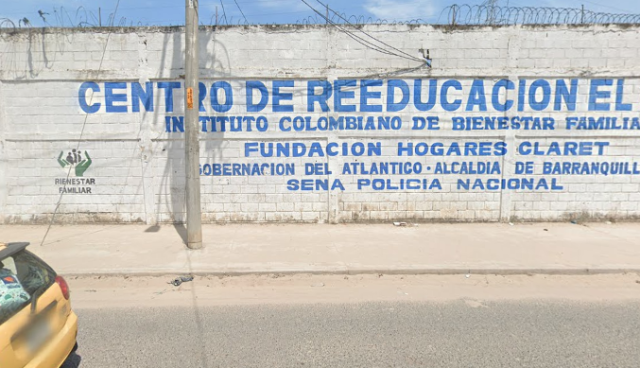 CENTRO DE REEDUCACION EL
INSTITUTO COLOMBIANO DE BIENESTAR FAMILIA
FUNDACION HOGARES CLARET
GOBERNACION DEL ATLANTICO - ALCALDIA DE BARRANQUILL
SENA POLICIA NACIONAL
BIENESTAR
FAMILIAR